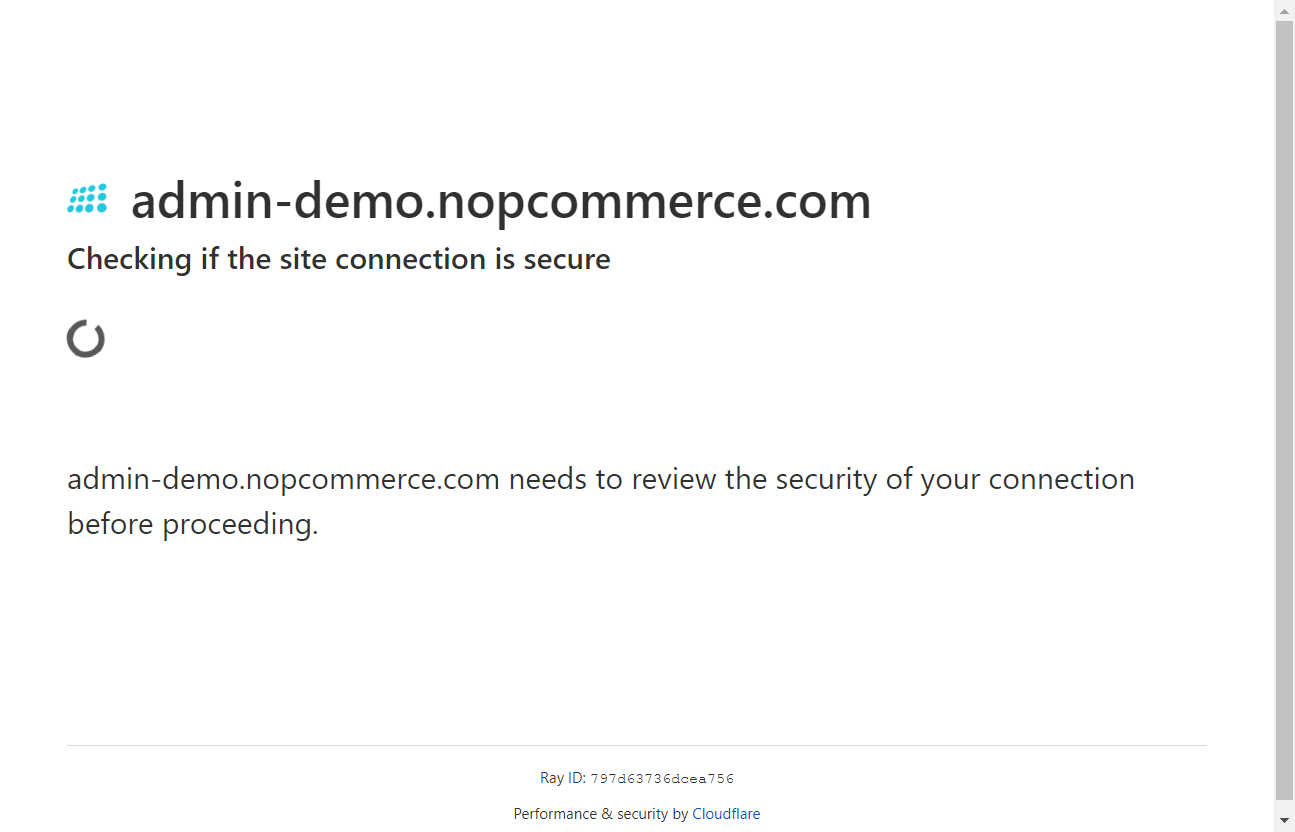 admin-demo.nopcommerce.com
Checking if the site connection is secure
admin-demo.nopcommerce.com needs to review the security of your connection
before proceeding.
Ray ID: 797d63736dcea756
Performance & security by Cloudflare